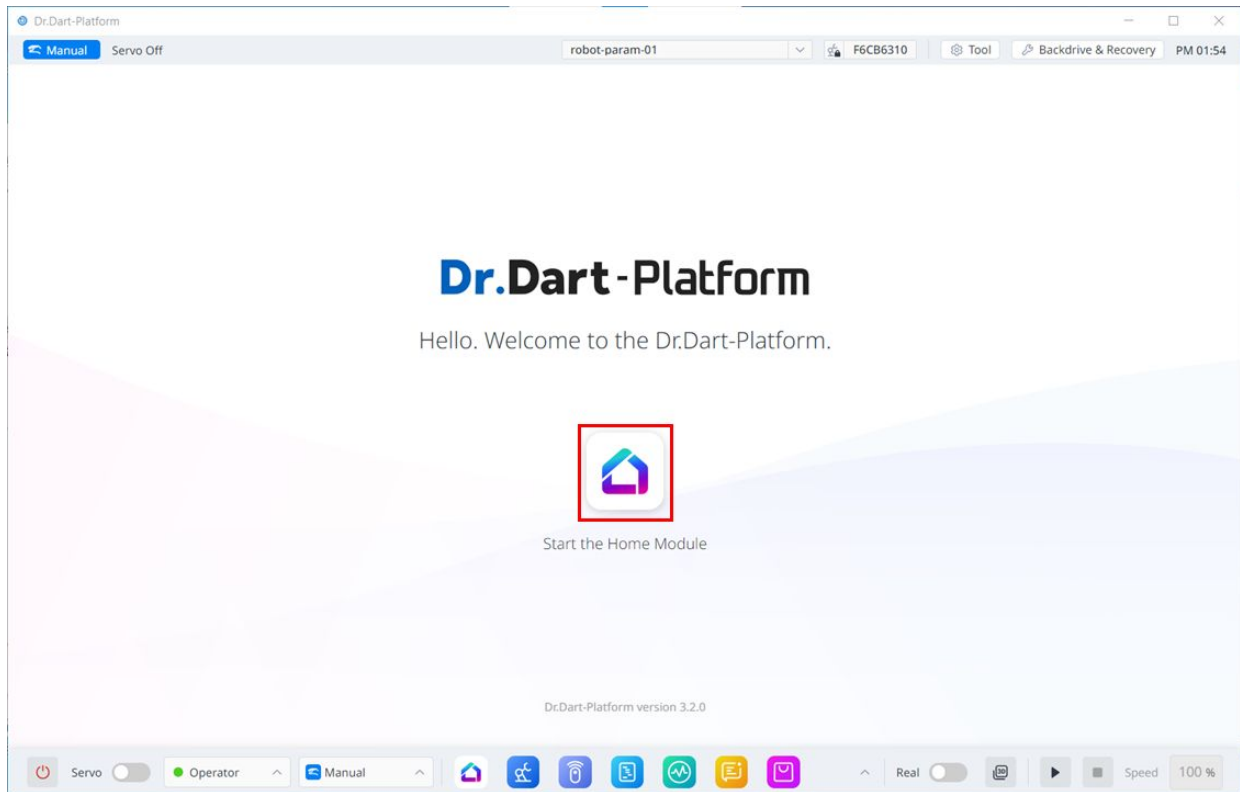 Dr.Dart-Platform
Manual Servo Off robot-param-01 F6CB6310 Tool Backdrive & Recovery PM 01:54
Dr.Dart-Platform
Hello. Welcome to the Dr.Dart-Platform.
Start the Home Module
Dr.Dart-Platform version 3.2.0
Servo Operator Manual Real 3D Speed 100 %